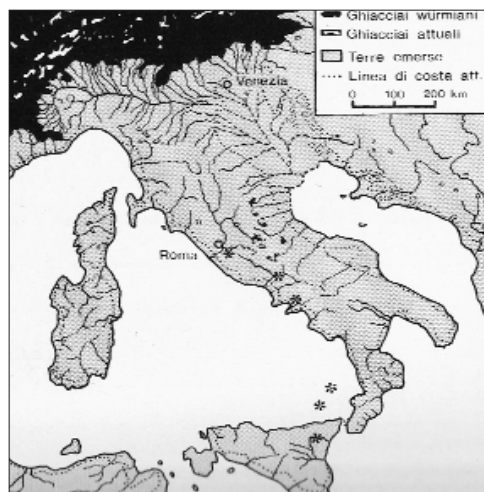 Ghiacciai würmiani
Ghiacciai attuali
Terre emerse
Linea di costa att.
0 100 200 km
Venezia
Roma